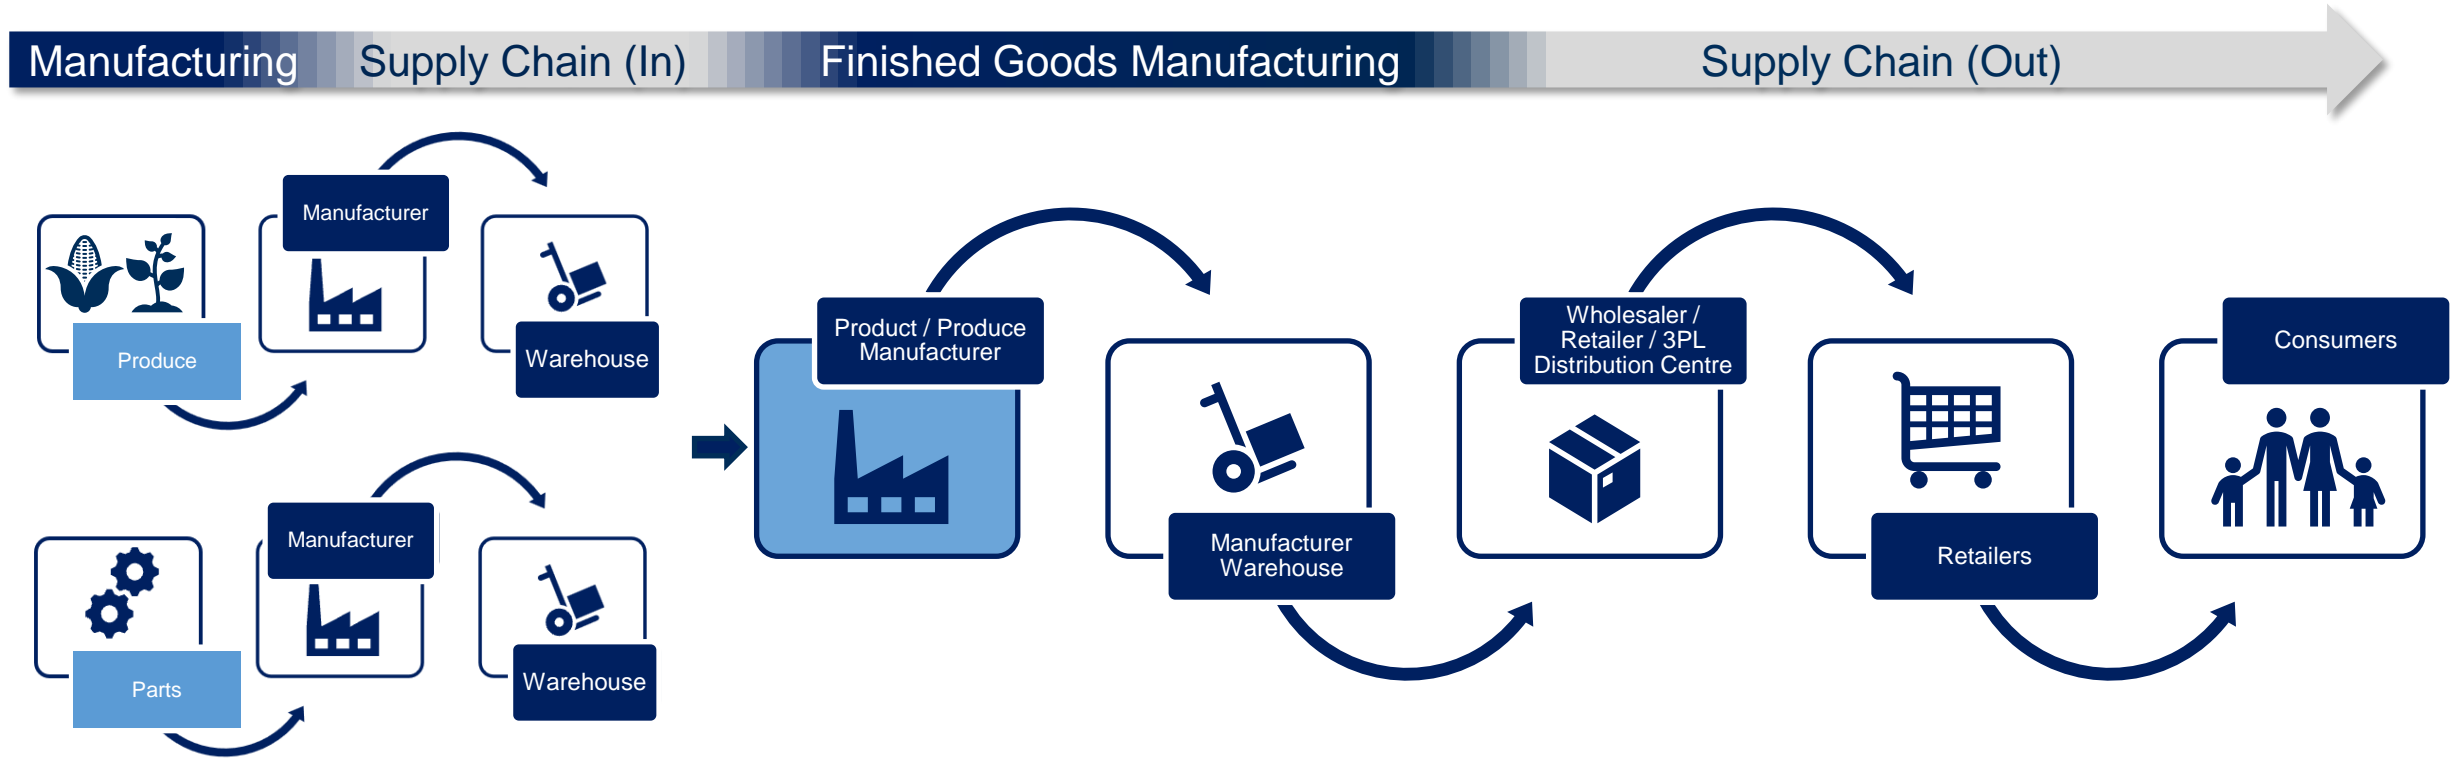 Manufacturing
Supply Chain (In)
Finished Goods Manufacturing
Supply Chain (Out)
Manufacturer
Produce
Warehouse
Manufacturer
Parts
Warehouse
Product / Produce
Manufacturer
Manufacturer
Warehouse
Wholesaler /
Retailer / 3PL
Distribution Centre
Retailers
Consumers